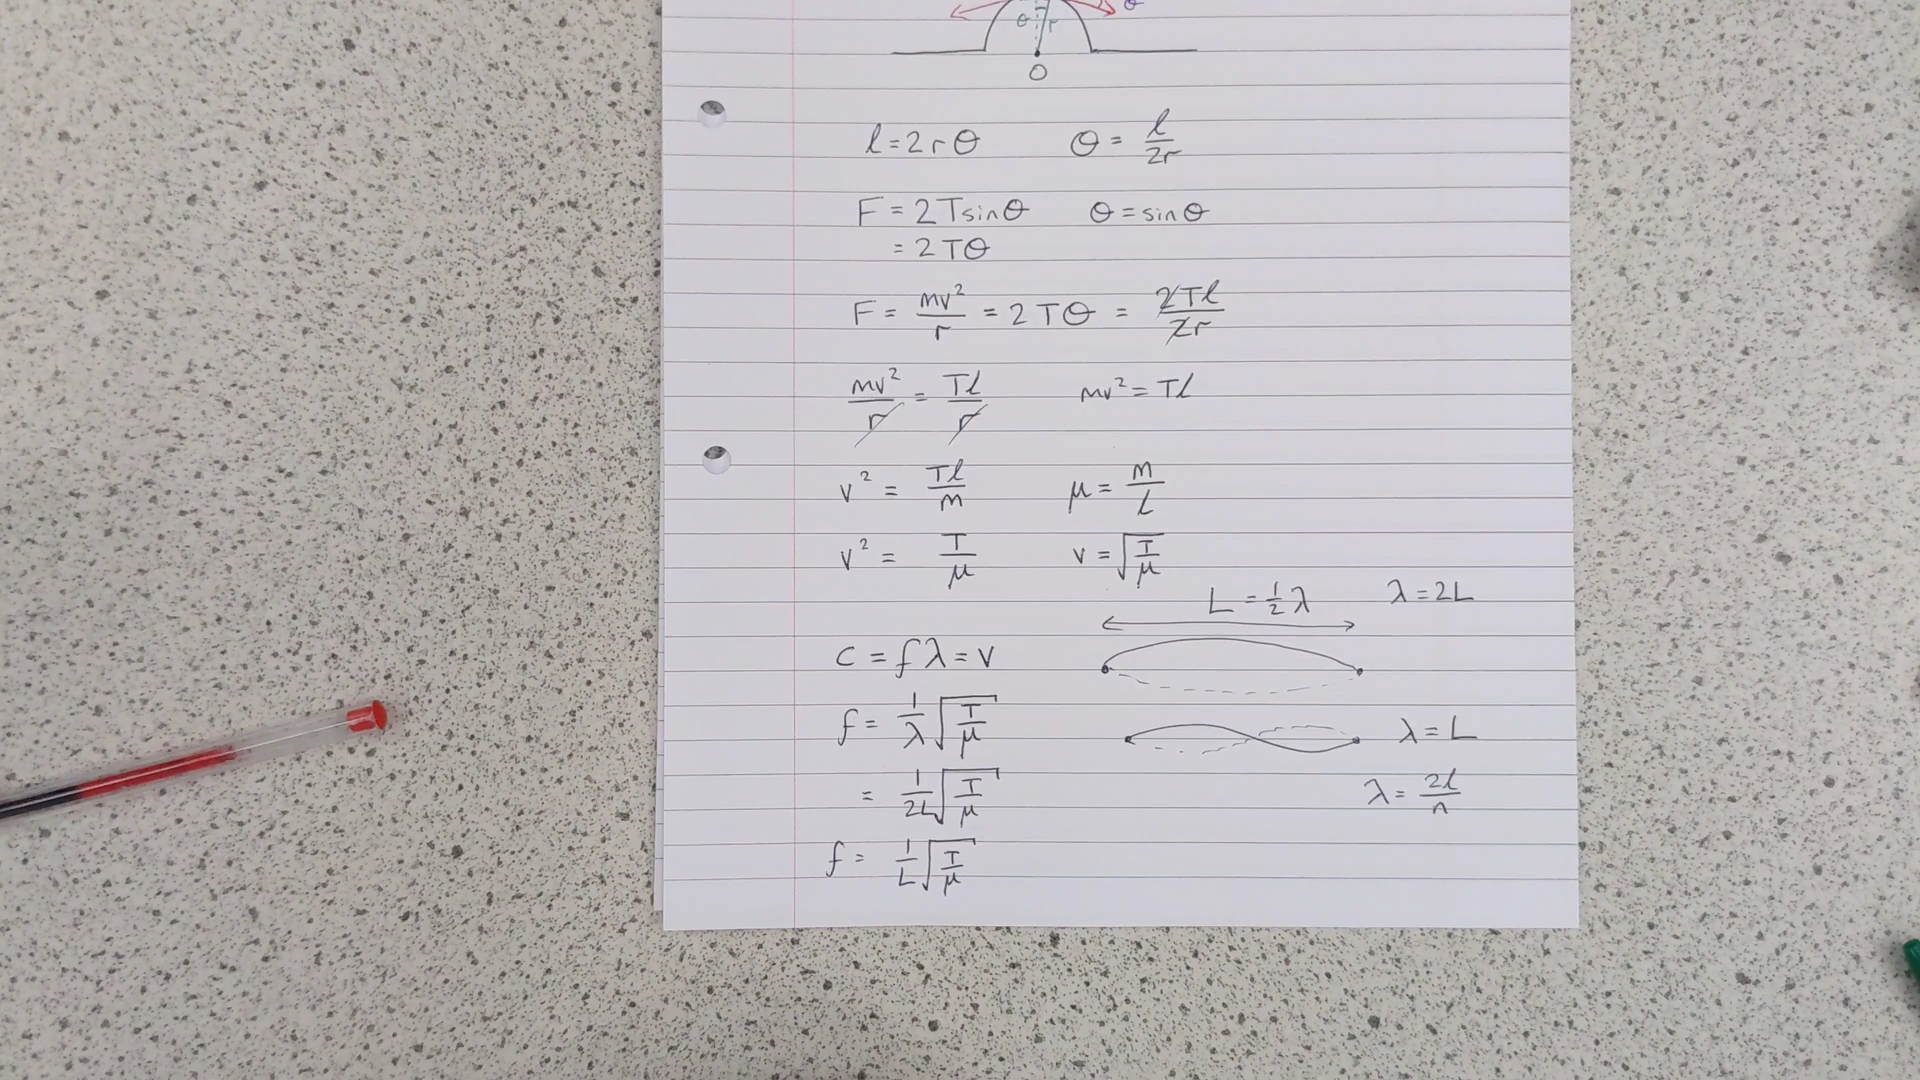 θ r θ
O
l = 2rθ θ = l/2r
F = 2Tsinθ θ = sinθ
= 2Tθ
F = mv²/r = 2Tθ = 2Tl/2r
mv²/r = Tl/r mv² = Tl
v² = Tl/m μ = m/L
v² = T/μ v = √(T/μ)
L = ½λ λ = 2L
c = fλ = v
f = 1/λ √(T/μ) λ = L
= 1/2L √(T/μ) λ = 2l/n
f = 1/L √(T/μ)